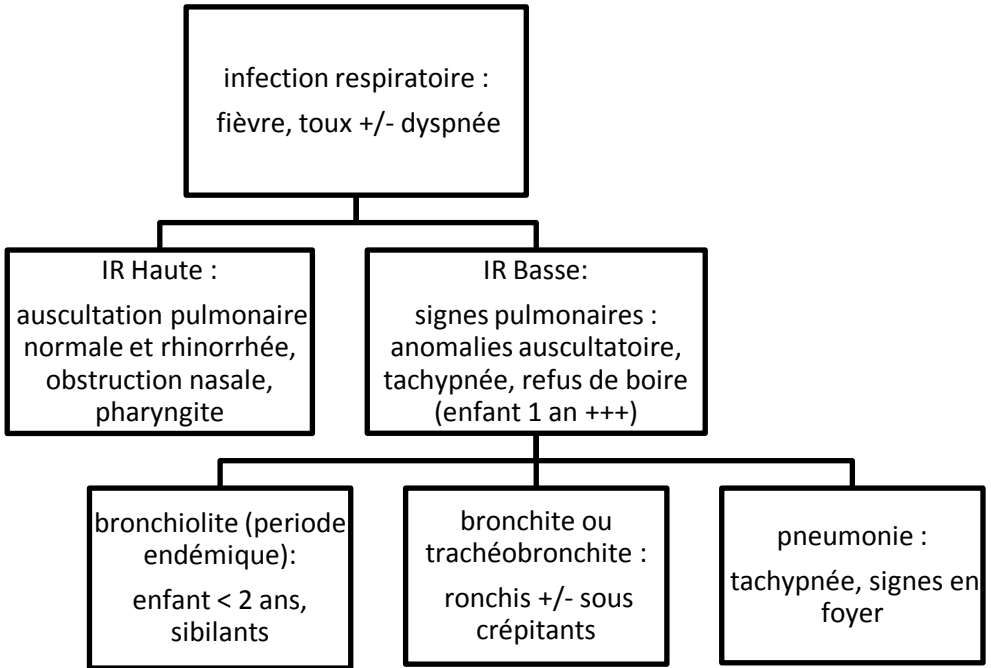 infection respiratoire :
fièvre, toux +/- dyspnée
IR Haute :
auscultation pulmonaire
normale et rhinorrhée,
obstruction nasale,
pharyngite
IR Basse:
signes pulmonaires :
anomalies auscultatoire,
tachypnée, refus de boire
(enfant 1 an +++)
bronchiolite (periode
endémique):
enfant < 2 ans,
sibilants
bronchite ou
trachéobronchite :
ronchis +/- sous
crépitants
pneumonie :
tachypnée, signes en
foyer